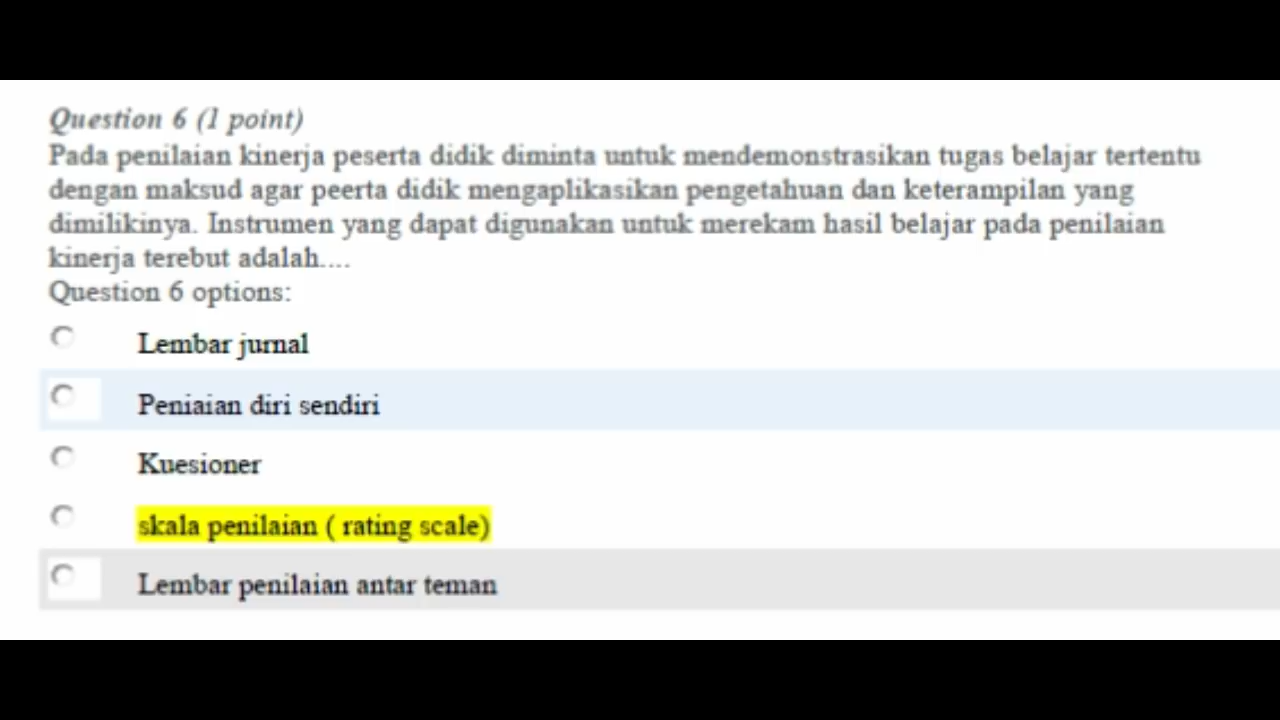 Question 6 (1 point)
Pada penilaian kinerja peserta didik diminta untuk mendemonstrasikan tugas belajar tertentu
dengan maksud agar peerta didik mengaplikasikan pengetahuan dan keterampilan yang
dimilikinya. Instrumen yang dapat digunakan untuk merekam hasil belajar pada penilaian
kinerja terebut adalah....
Question 6 options:
Lembar jurnal
Peniaian diri sendiri
Kuesioner
skala penilaian ( rating scale)
Lembar penilaian antar teman